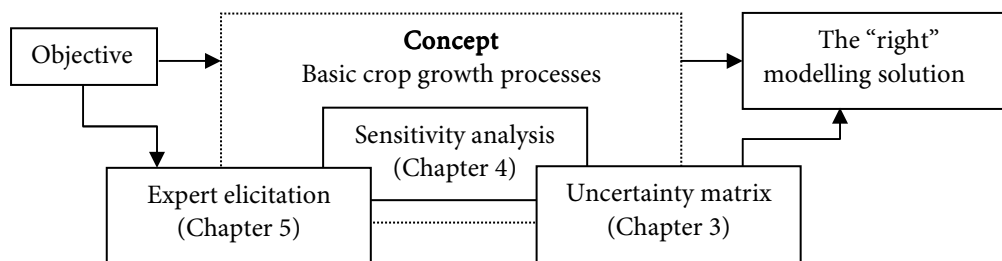 Objective
Concept
Basic crop growth processes
The “right”
modelling solution
Sensitivity analysis
(Chapter 4)
Expert elicitation
(Chapter 5)
Uncertainty matrix
(Chapter 3)